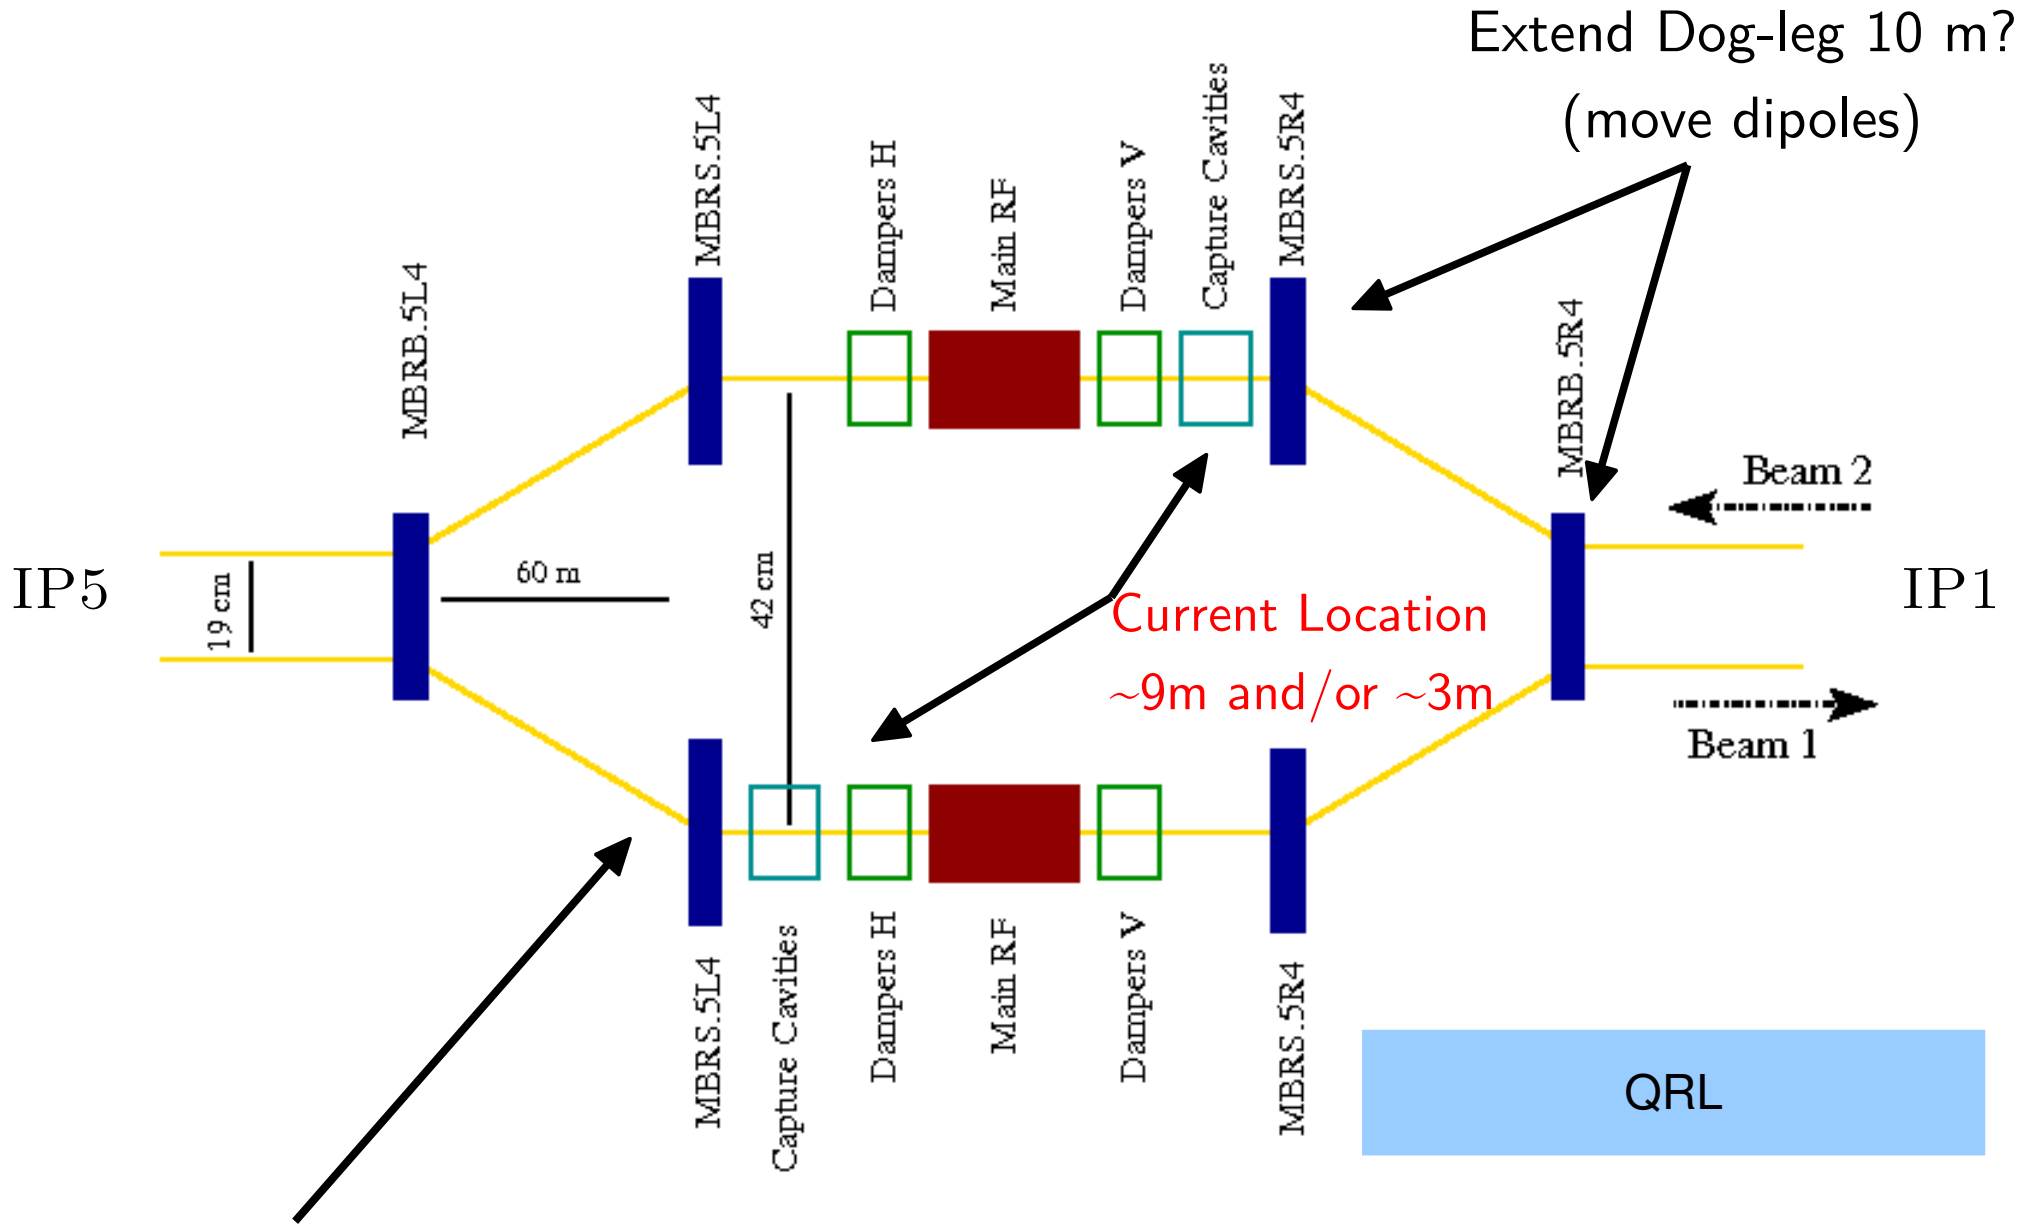 Extend Dog-leg 10 m?
(move dipoles)
MBRB.5L4
MBRS.5L4
Dampers H
Main RF
Dampers V
Capture Cavities
MBRS.5R4
MBRB.5R4
Beam 2
IP5
19 cm
60 m
42 cm
Current Location
~9m and/or ~3m
IP1
Beam 1
MBRS.5L4
Capture Cavities
Dampers H
Main RF
Dampers V
MBRS.5R4
QRL